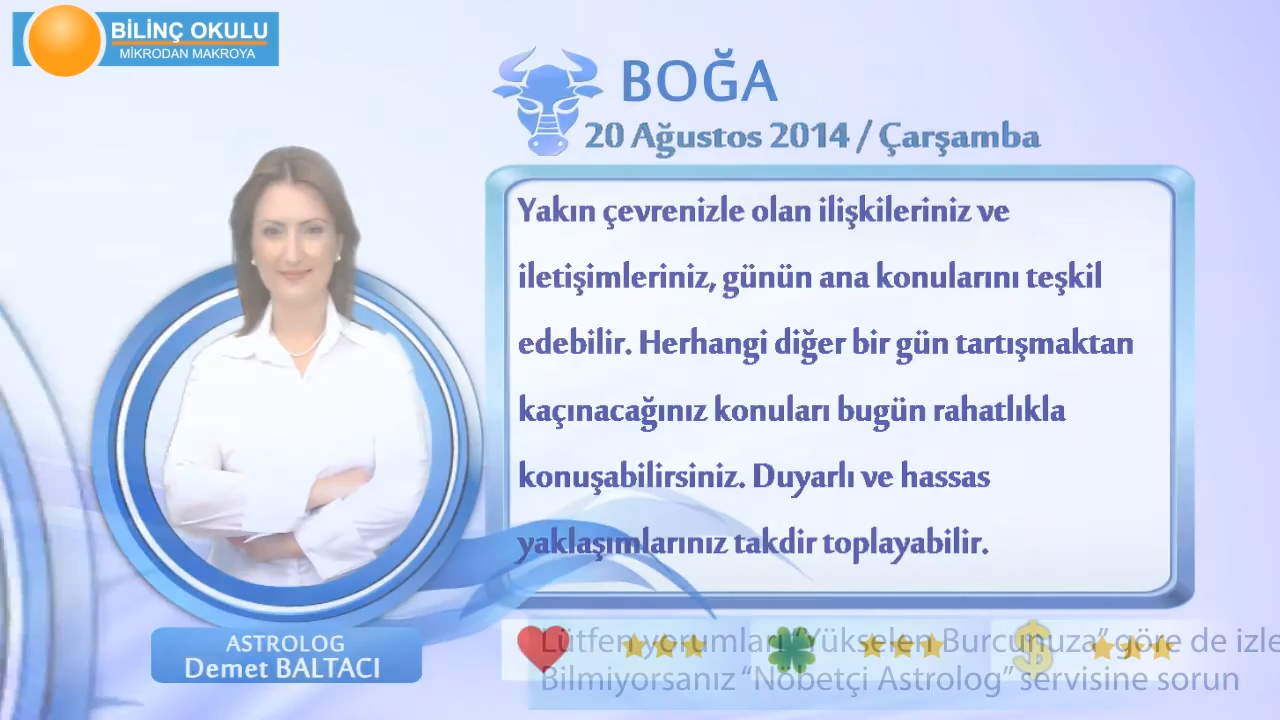 BİLİNÇ OKULU
MİKRODAN MAKROYA
BOĞA
20 Ağustos 2014 / Çarşamba
Yakın çevrenizle olan ilişkileriniz ve
iletişimleriniz, günün ana konularını teşkil
edebilir. Herhangi diğer bir gün tartışmaktan
kaçınacağınız konuları bugün rahatlıkla
konuşabilirsiniz. Duyarlı ve hassas
yaklaşımlarınız takdir toplayabilir.
ASTROLOG
Demet BALTACI
Lütfen yorumları "Yükselen Burcunuza" göre de izle
Bilmiyorsanız "Nöbetçi Astrolog" servisine sorun